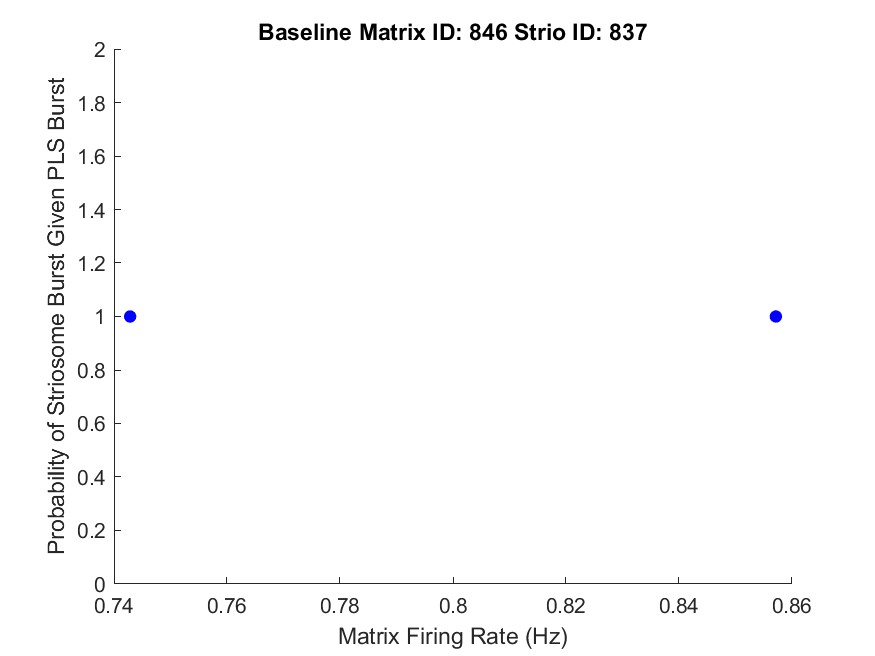 Baseline Matrix ID: 846 Strio ID: 837
Probability of Striosome Burst Given PLS Burst
2
1.8
1.6
1.4
1.2
1
0.8
0.6
0.4
0.2
0
0.74 0.76 0.78 0.8 0.82 0.84 0.86
Matrix Firing Rate (Hz)